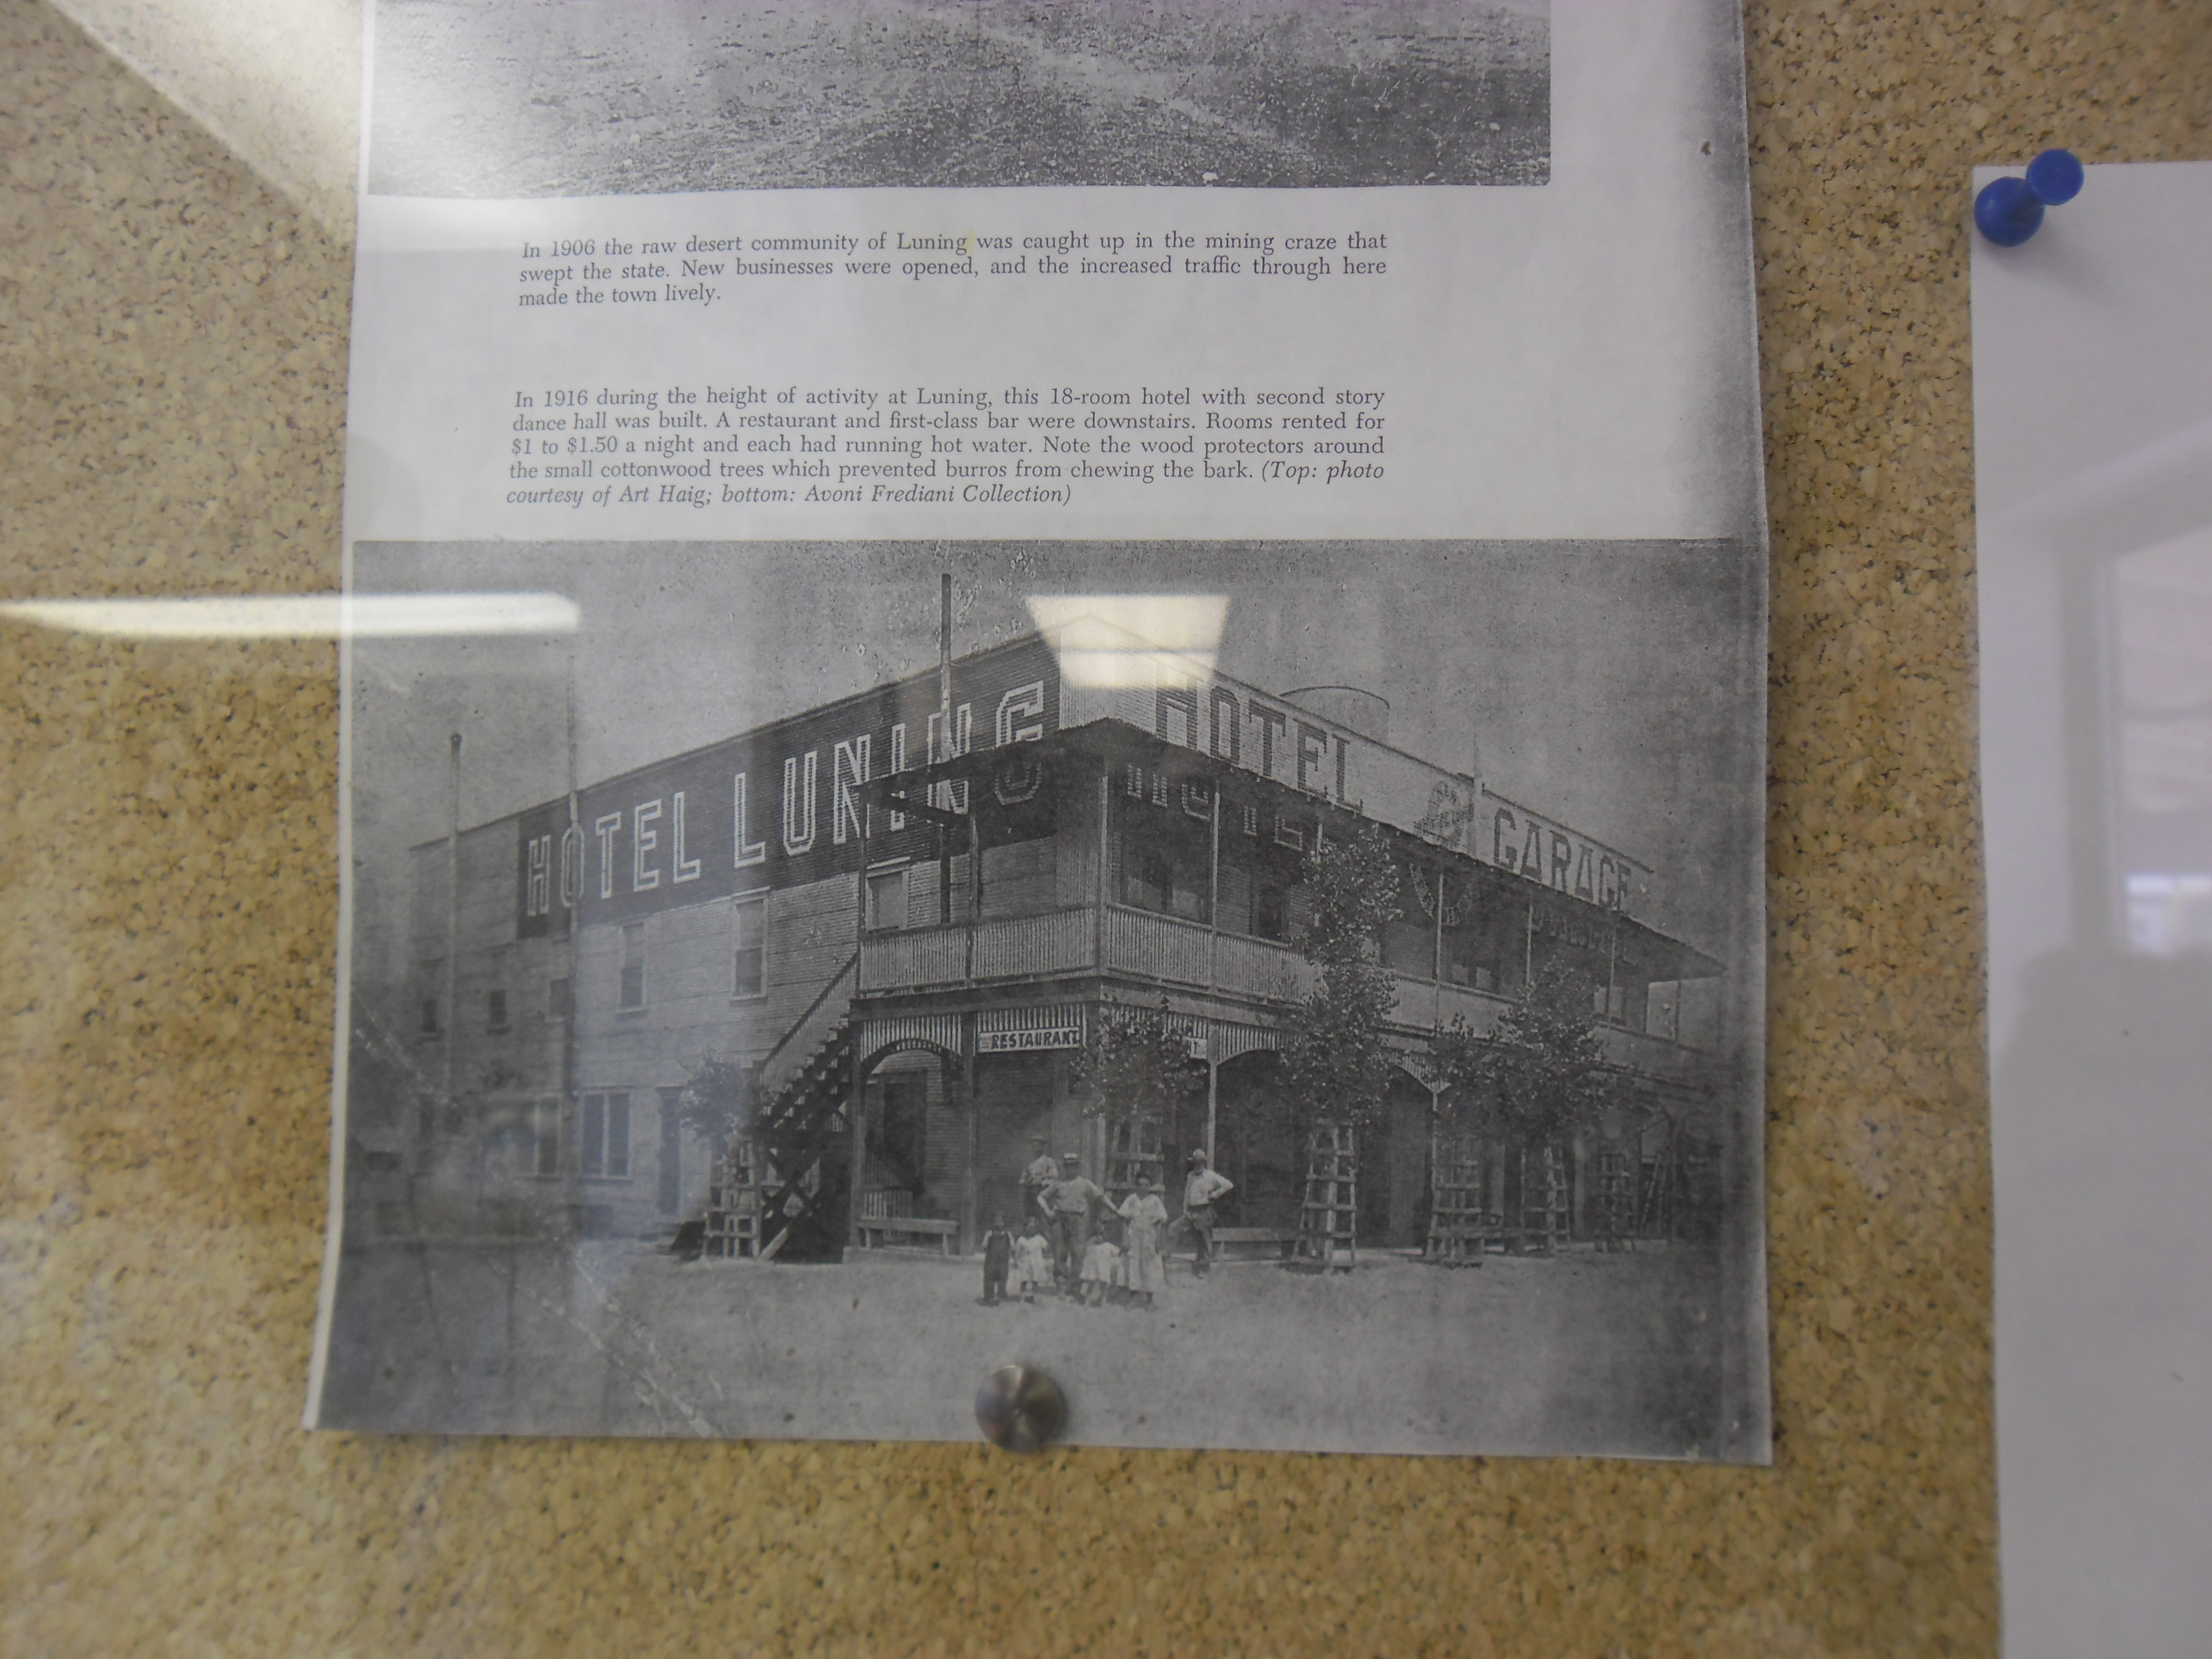 In 1906 the raw desert community of Luning was caught up in the mining craze that
swept the state. New businesses were opened, and the increased traffic through here
made the town lively.
In 1916 during the height of activity at Luning, this 18-room hotel with second story
dance hall was built. A restaurant and first-class bar were downstairs. Rooms rented for
$1 to $1.50 a night and each had running hot water. Note the wood protectors around
the small cottonwood trees which prevented burros from chewing the bark. (Top: photo
courtesy of Art Haig; bottom: Avoni Frediani Collection)
HOTEL LUNING
HOTEL & GARAGE
RESTAURANT